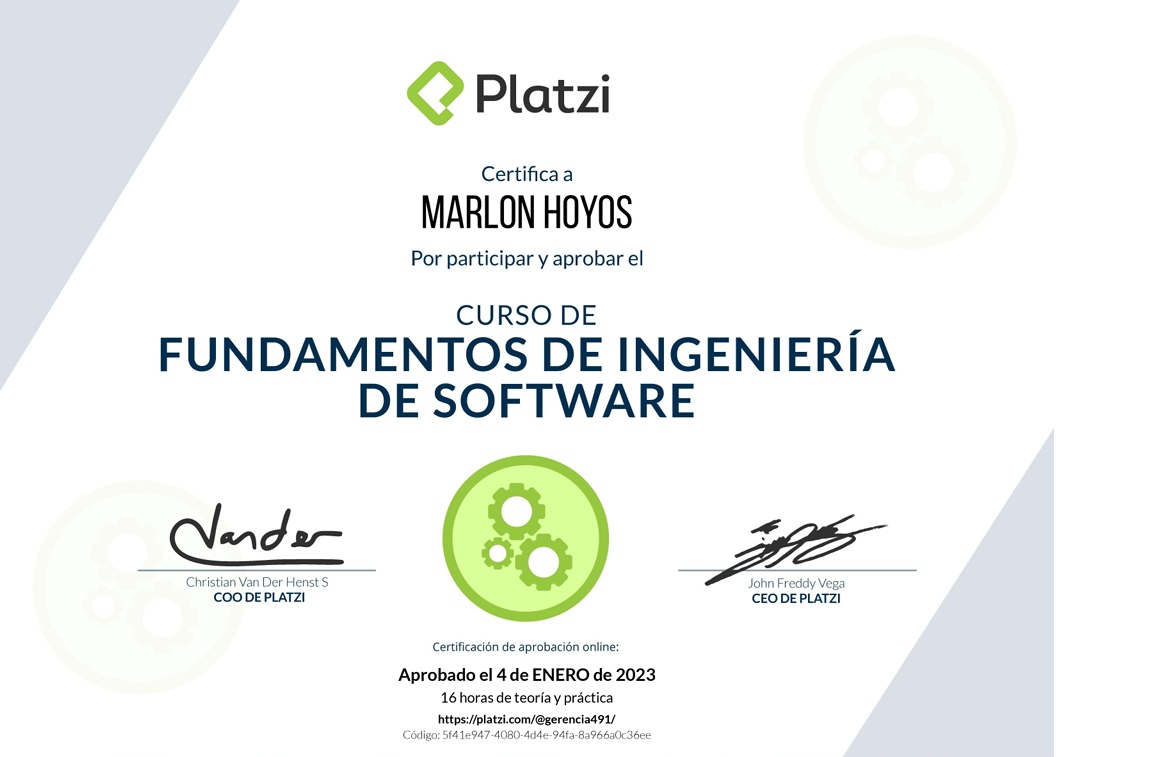 Platzi
Certifica a
MARLON HOYOS
Por participar y aprobar el
CURSO DE
FUNDAMENTOS DE INGENIERÍA
DE SOFTWARE
Vander
Christian Van Der Henst S
COO DE PLATZI
John Freddy Vega
CEO DE PLATZI
Certificación de aprobación online:
Aprobado el 4 de ENERO de 2023
16 horas de teoría y práctica
https://platzi.com/@gerencia491/
Código: 5f41e947-4080-4d4e-94fa-8a966a0c36ee